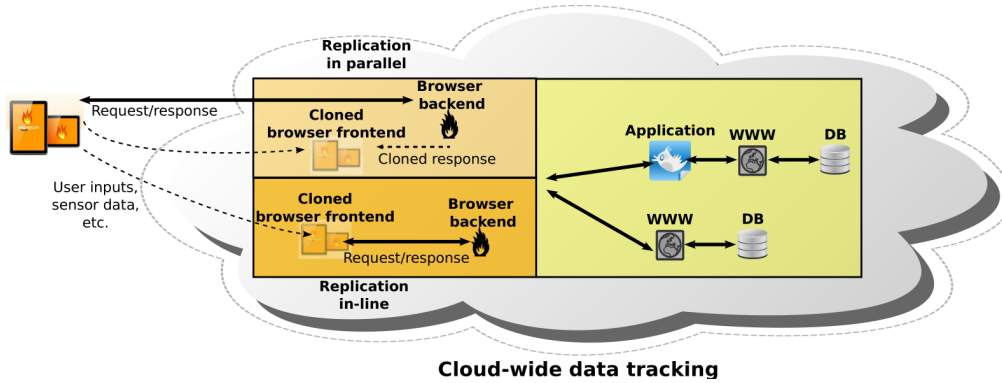 Replication
in parallel
Request/response
Browser
backend
Cloned
browser frontend
Cloned response
User inputs,
sensor data,
etc.
Cloned
browser frontend
Browser
backend
Request/response
Replication
in-line
Application
WWW
DB
WWW
DB
Cloud-wide data tracking